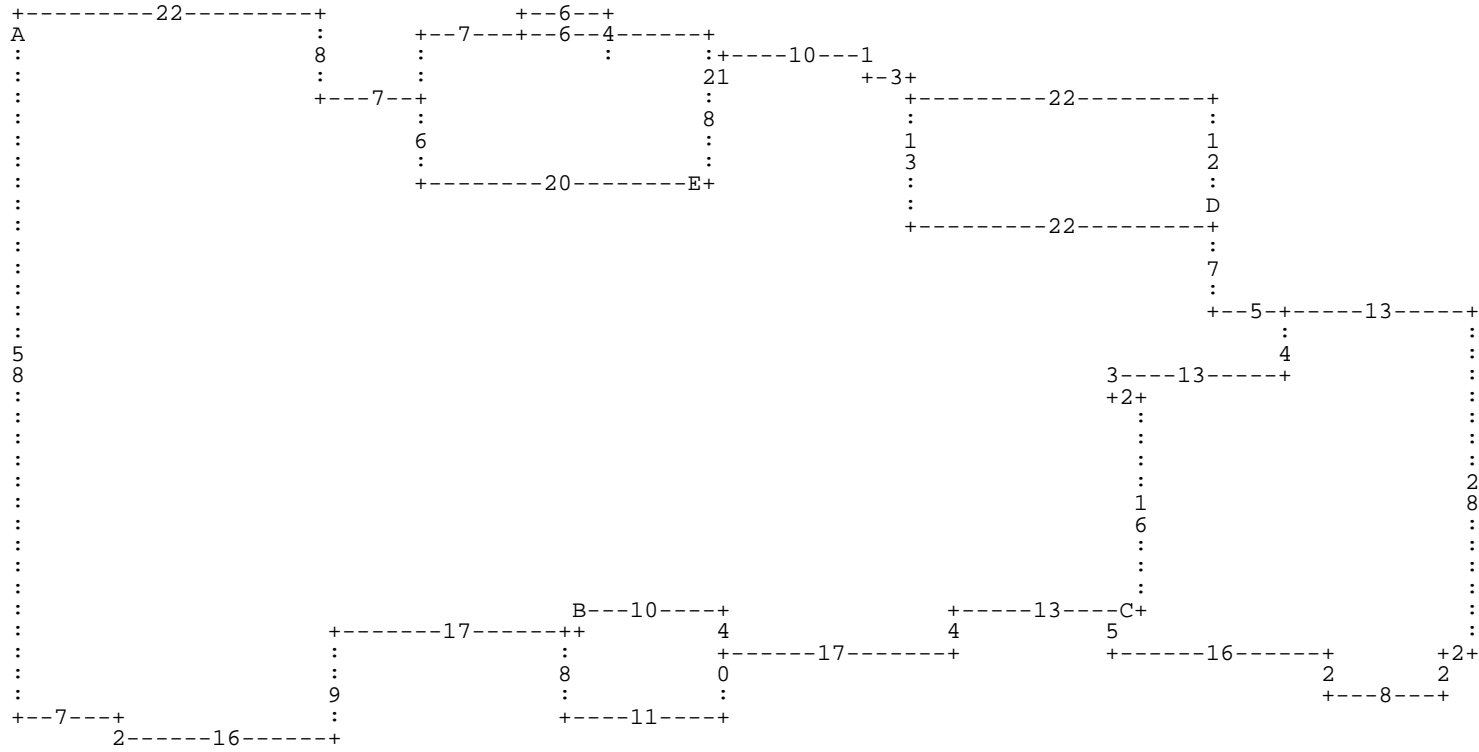 +---------22---------+             +--6--+
A                    :      +--7---+--6--4------+
:                    8      :            :      :+----10---1
:                    :      :                   21         +-3+
:                    +---7--+                   :             +---------22---------+
:                           :                   8             :                    :
:                           6                   :             1                    1
:                           :                   :             3                    2
:                           +--------20--------E+             :                    :
:                                                             :                    D
:                                                             +---------22---------+
:                                                                                  :
:                                                                                  7
:                                                                                  :
:                                                                                  +--5-+-----13------+
:                                                                                       :            :
5                                                                                       4            :
8                                                                           3----13-----+            :
:                                                                           +2+                      :
:                                                                             :                      :
:                                                                             :                      :
:                                                                             :                      :
:                                                                             :                      2
:                                                                             1                      8
:                                                                             6                      :
:                                                                             :                      :
:                                                                             :                      :
:                                                                             :                      :
:                                      B---10----+               +-----13----C+                      :
:                     +-------17------++         4               4          5                        :
:                     :               :          +------17-------+          +------16------+       +2+
:                     :               8          0                                         2       2
:                     9               :          :                                         +---8---+
+--7---+              :               +----11----+
       2------16------+